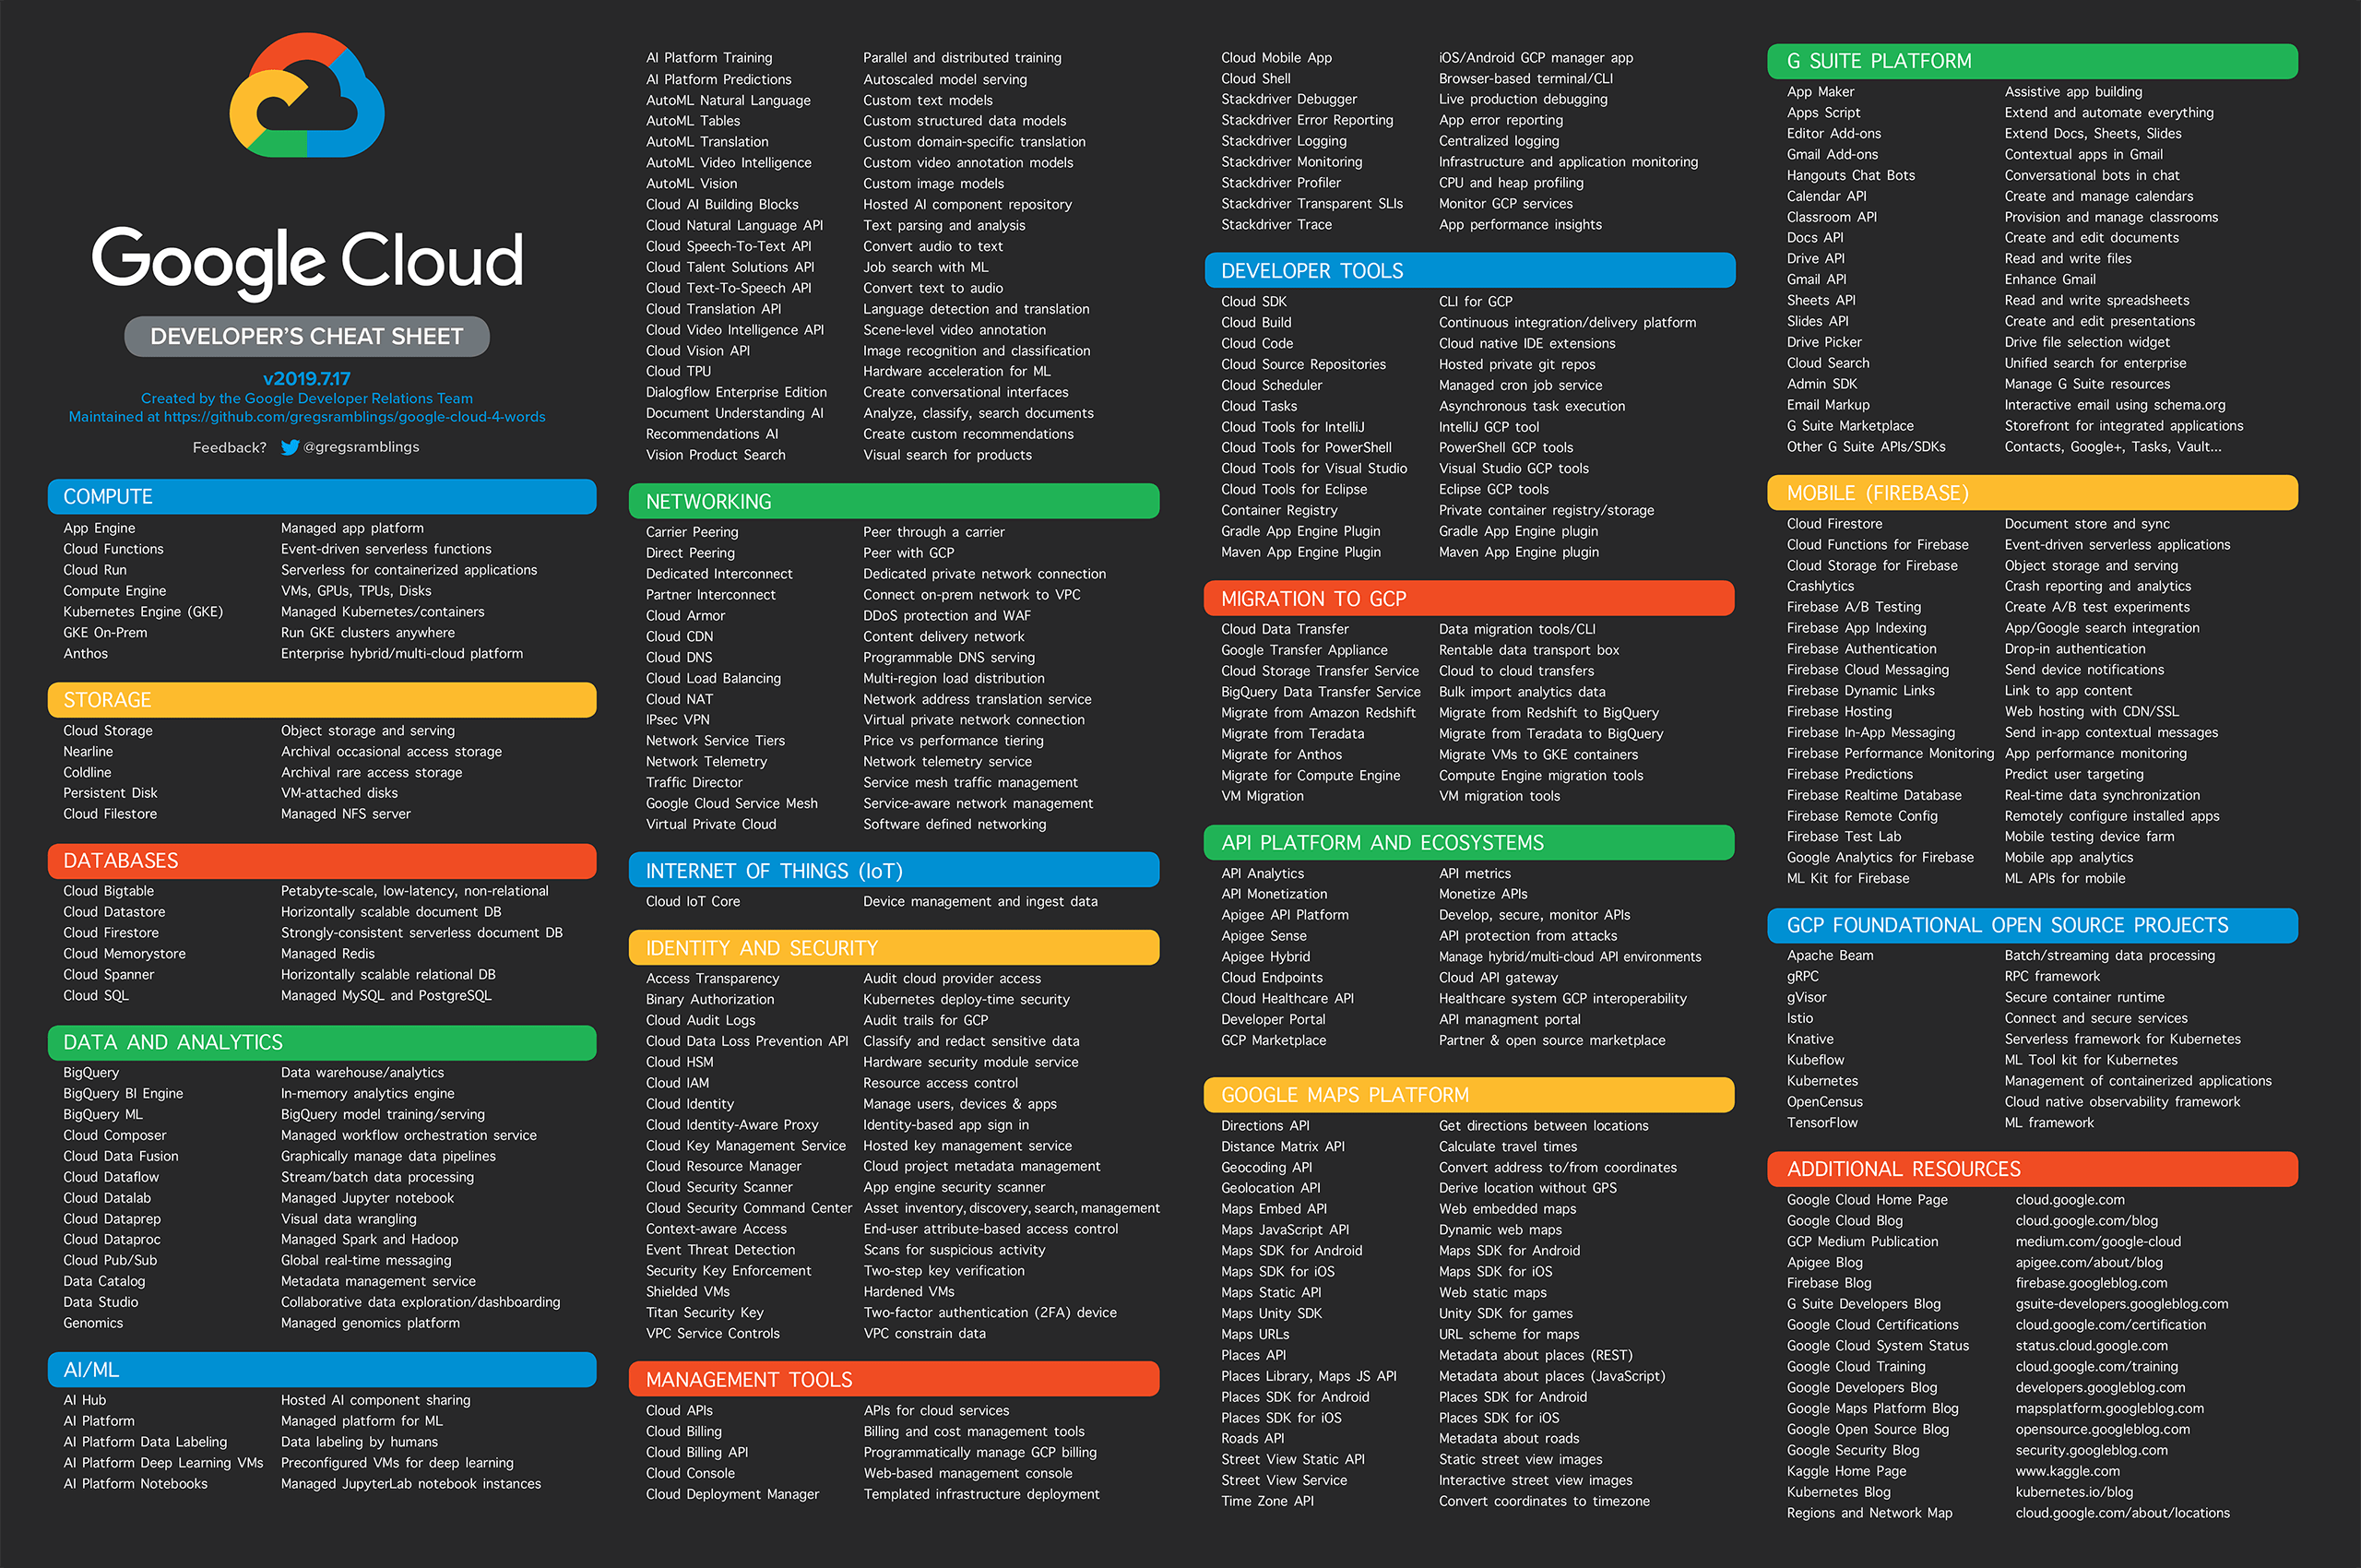 Google Cloud
DEVELOPER'S CHEAT SHEET
v2019.7.17
Created by the Google Developer Relations Team
Maintained at https://github.com/gregsramblings/google-cloud-4-words
Feedback? @gregsramblings
COMPUTE
App Engine Managed app platform
Cloud Functions Event-driven serverless functions
Cloud Run Serverless for containerized applications
Compute Engine VMs, GPUs, TPUs, Disks
Kubernetes Engine (GKE) Managed Kubernetes/containers
GKE On-Prem Run GKE clusters anywhere
Anthos Enterprise hybrid/multi-cloud platform
STORAGE
Cloud Storage Object storage and serving
Nearline Archival occasional access storage
Coldline Archival rare access storage
Persistent Disk VM-attached disks
Cloud Filestore Managed NFS server
DATABASES
Cloud Bigtable Petabyte-scale, low-latency, non-relational
Cloud Datastore Horizontally scalable document DB
Cloud Firestore Strongly-consistent serverless document DB
Cloud Memorystore Managed Redis
Cloud Spanner Horizontally scalable relational DB
Cloud SQL Managed MySQL and PostgreSQL
DATA AND ANALYTICS
BigQuery Data warehouse/analytics
BigQuery BI Engine In-memory analytics engine
BigQuery ML BigQuery model training/serving
Cloud Composer Managed workflow orchestration service
Cloud Data Fusion Graphically manage data pipelines
Cloud Dataflow Stream/batch data processing
Cloud Datalab Managed Jupyter notebook
Cloud Dataprep Visual data wrangling
Cloud Dataproc Managed Spark and Hadoop
Cloud Pub/Sub Global real-time messaging
Data Catalog Metadata management service
Data Studio Collaborative data exploration/dashboarding
Genomics Managed genomics platform
AI/ML
AI Hub Hosted AI component sharing
AI Platform Managed platform for ML
AI Platform Data Labeling Data labeling by humans
AI Platform Deep Learning VMs Preconfigured VMs for deep learning
AI Platform Notebooks Managed JupyterLab notebook instances
AI Platform Training Parallel and distributed training
AI Platform Predictions Autoscaled model serving
AutoML Natural Language Custom text models
AutoML Tables Custom structured data models
AutoML Translation Custom domain-specific translation
AutoML Video Intelligence Custom video annotation models
AutoML Vision Custom image models
Cloud AI Building Blocks Hosted AI component repository
Cloud Natural Language API Text parsing and analysis
Cloud Speech-To-Text API Convert audio to text
Cloud Talent Solutions API Job search with ML
Cloud Text-To-Speech API Convert text to audio
Cloud Translation API Language detection and translation
Cloud Video Intelligence API Scene-level video annotation
Cloud Vision API Image recognition and classification
Cloud TPU Hardware acceleration for ML
Dialogflow Enterprise Edition Create conversational interfaces
Document Understanding AI Analyze, classify, search documents
Recommendations AI Create custom recommendations
Vision Product Search Visual search for products
NETWORKING
Carrier Peering Peer through a carrier
Direct Peering Peer with GCP
Dedicated Interconnect Dedicated private network connection
Partner Interconnect Connect on-prem network to VPC
Cloud Armor DDoS protection and WAF
Cloud CDN Content delivery network
Cloud DNS Programmable DNS serving
Cloud Load Balancing Multi-region load distribution
Cloud NAT Network address translation service
IPsec VPN Virtual private network connection
Network Service Tiers Price vs performance tiering
Network Telemetry Network telemetry service
Traffic Director Service mesh traffic management
Google Cloud Service Mesh Service-aware network management
Virtual Private Cloud Software defined networking
INTERNET OF THINGS (IoT)
Cloud IoT Core Device management and ingest data
IDENTITY AND SECURITY
Access Transparency Audit cloud provider access
Binary Authorization Kubernetes deploy-time security
Cloud Audit Logs Audit trails for GCP
Cloud Data Loss Prevention API Classify and redact sensitive data
Cloud HSM Hardware security module service
Cloud IAM Resource access control
Cloud Identity Manage users, devices & apps
Cloud Identity-Aware Proxy Identity-based app sign in
Cloud Key Management Service Hosted key management service
Cloud Resource Manager Cloud project metadata management
Cloud Security Scanner App engine security scanner
Cloud Security Command Center Asset inventory, discovery, search, management
Context-aware Access End-user attribute-based access control
Event Threat Detection Scans for suspicious activity
Security Key Enforcement Two-step key verification
Shielded VMs Hardened VMs
Titan Security Key Two-factor authentication (2FA) device
VPC Service Controls VPC constrain data
MANAGEMENT TOOLS
Cloud APIs APIs for cloud services
Cloud Billing Billing and cost management tools
Cloud Billing API Programmatically manage GCP billing
Cloud Console Web-based management console
Cloud Deployment Manager Templated infrastructure deployment
Cloud Mobile App iOS/Android GCP manager app
Cloud Shell Browser-based terminal/CLI
Stackdriver Debugger Live production debugging
Stackdriver Error Reporting App error reporting
Stackdriver Logging Centralized logging
Stackdriver Monitoring Infrastructure and application monitoring
Stackdriver Profiler CPU and heap profiling
Stackdriver Transparent SLIs Monitor GCP services
Stackdriver Trace App performance insights
DEVELOPER TOOLS
Cloud SDK CLI for GCP
Cloud Build Continuous integration/delivery platform
Cloud Code Cloud native IDE extensions
Cloud Source Repositories Hosted private git repos
Cloud Scheduler Managed cron job service
Cloud Tasks Asynchronous task execution
Cloud Tools for IntelliJ IntelliJ GCP tool
Cloud Tools for PowerShell PowerShell GCP tools
Cloud Tools for Visual Studio Visual Studio GCP tools
Cloud Tools for Eclipse Eclipse GCP tools
Container Registry Private container registry/storage
Gradle App Engine Plugin Gradle App Engine plugin
Maven App Engine Plugin Maven App Engine plugin
MIGRATION TO GCP
Cloud Data Transfer Data migration tools/CLI
Google Transfer Appliance Rentable data transport box
Cloud Storage Transfer Service Cloud to cloud transfers
BigQuery Data Transfer Service Bulk import analytics data
Migrate from Amazon Redshift Migrate from Redshift to BigQuery
Migrate from Teradata Migrate from Teradata to BigQuery
Migrate for Anthos Migrate VMs to GKE containers
Migrate for Compute Engine Compute Engine migration tools
VM Migration VM migration tools
API PLATFORM AND ECOSYSTEMS
API Analytics API metrics
API Monetization Monetize APIs
Apigee API Platform Develop, secure, monitor APIs
Apigee Sense API protection from attacks
Apigee Hybrid Manage hybrid/multi-cloud API environments
Cloud Endpoints Cloud API gateway
Cloud Healthcare API Healthcare system GCP interoperability
Developer Portal API managment portal
GCP Marketplace Partner & open source marketplace
GOOGLE MAPS PLATFORM
Directions API Get directions between locations
Distance Matrix API Calculate travel times
Geocoding API Convert address to/from coordinates
Geolocation API Derive location without GPS
Maps Embed API Web embedded maps
Maps JavaScript API Dynamic web maps
Maps SDK for Android Maps SDK for Android
Maps SDK for iOS Maps SDK for iOS
Maps Static API Web static maps
Maps Unity SDK Unity SDK for games
Maps URLs URL scheme for maps
Places API Metadata about places (REST)
Places Library, Maps JS API Metadata about places (JavaScript)
Places SDK for Android Places SDK for Android
Places SDK for iOS Places SDK for iOS
Roads API Metadata about roads
Street View Static API Static street view images
Street View Service Interactive street view images
Time Zone API Convert coordinates to timezone
G SUITE PLATFORM
App Maker Assistive app building
Apps Script Extend and automate everything
Editor Add-ons Extend Docs, Sheets, Slides
Gmail Add-ons Contextual apps in Gmail
Hangouts Chat Bots Conversational bots in chat
Calendar API Create and manage calendars
Classroom API Provision and manage classrooms
Docs API Create and edit documents
Drive API Read and write files
Gmail API Enhance Gmail
Sheets API Read and write spreadsheets
Slides API Create and edit presentations
Drive Picker Drive file selection widget
Cloud Search Unified search for enterprise
Admin SDK Manage G Suite resources
Email Markup Interactive email using schema.org
G Suite Marketplace Storefront for integrated applications
Other G Suite APIs/SDKs Contacts, Google+, Tasks, Vault...
MOBILE (FIREBASE)
Cloud Firestore Document store and sync
Cloud Functions for Firebase Event-driven serverless applications
Cloud Storage for Firebase Object storage and serving
Crashlytics Crash reporting and analytics
Firebase A/B Testing Create A/B test experiments
Firebase App Indexing App/Google search integration
Firebase Authentication Drop-in authentication
Firebase Cloud Messaging Send device notifications
Firebase Dynamic Links Link to app content
Firebase Hosting Web hosting with CDN/SSL
Firebase In-App Messaging Send in-app contextual messages
Firebase Performance Monitoring App performance monitoring
Firebase Predictions Predict user targeting
Firebase Realtime Database Real-time data synchronization
Firebase Remote Config Remotely configure installed apps
Firebase Test Lab Mobile testing device farm
Google Analytics for Firebase Mobile app analytics
ML Kit for Firebase ML APIs for mobile
GCP FOUNDATIONAL OPEN SOURCE PROJECTS
Apache Beam Batch/streaming data processing
gRPC RPC framework
gVisor Secure container runtime
Istio Connect and secure services
Knative Serverless framework for Kubernetes
Kubeflow ML Tool kit for Kubernetes
Kubernetes Management of containerized applications
OpenCensus Cloud native observability framework
TensorFlow ML framework
ADDITIONAL RESOURCES
Google Cloud Home Page cloud.google.com
Google Cloud Blog cloud.google.com/blog
GCP Medium Publication medium.com/google-cloud
Apigee Blog apigee.com/about/blog
Firebase Blog firebase.googleblog.com
G Suite Developers Blog gsuite-developers.googleblog.com
Google Cloud Certifications cloud.google.com/certification
Google Cloud System Status status.cloud.google.com
Google Cloud Training cloud.google.com/training
Google Developers Blog developers.googleblog.com
Google Maps Platform Blog mapsplatform.googleblog.com
Google Open Source Blog opensource.googleblog.com
Google Security Blog security.googleblog.com
Kaggle Home Page www.kaggle.com
Kubernetes Blog kubernetes.io/blog
Regions and Network Map cloud.google.com/about/locations